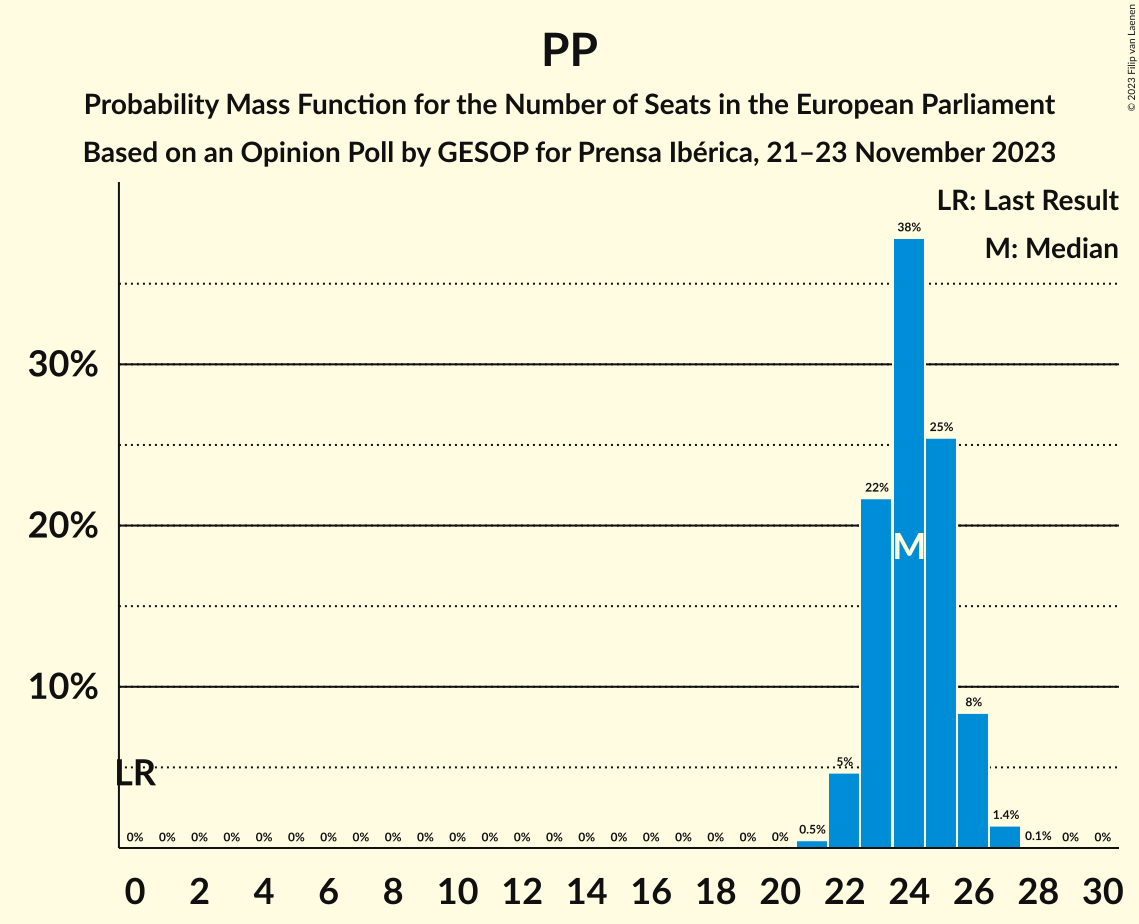 PP
Probability Mass Function for the Number of Seats in the European Parliament
Based on an Opinion Poll by GESOP for Prensa Ibérica, 21–23 November 2023
© 2023 Filip van Laenen
LR: Last Result
M: Median
38%
30%
25%
22%
20%
M
10%
8%
LR
5%
0% 0% 0% 0% 0% 0% 0% 0% 0% 0% 0% 0% 0% 0% 0% 0% 0% 0% 0% 0% 0% 0.5% 1.4% 0.1% 0% 0%
0 2 4 6 8 10 12 14 16 18 20 22 24 26 28 30